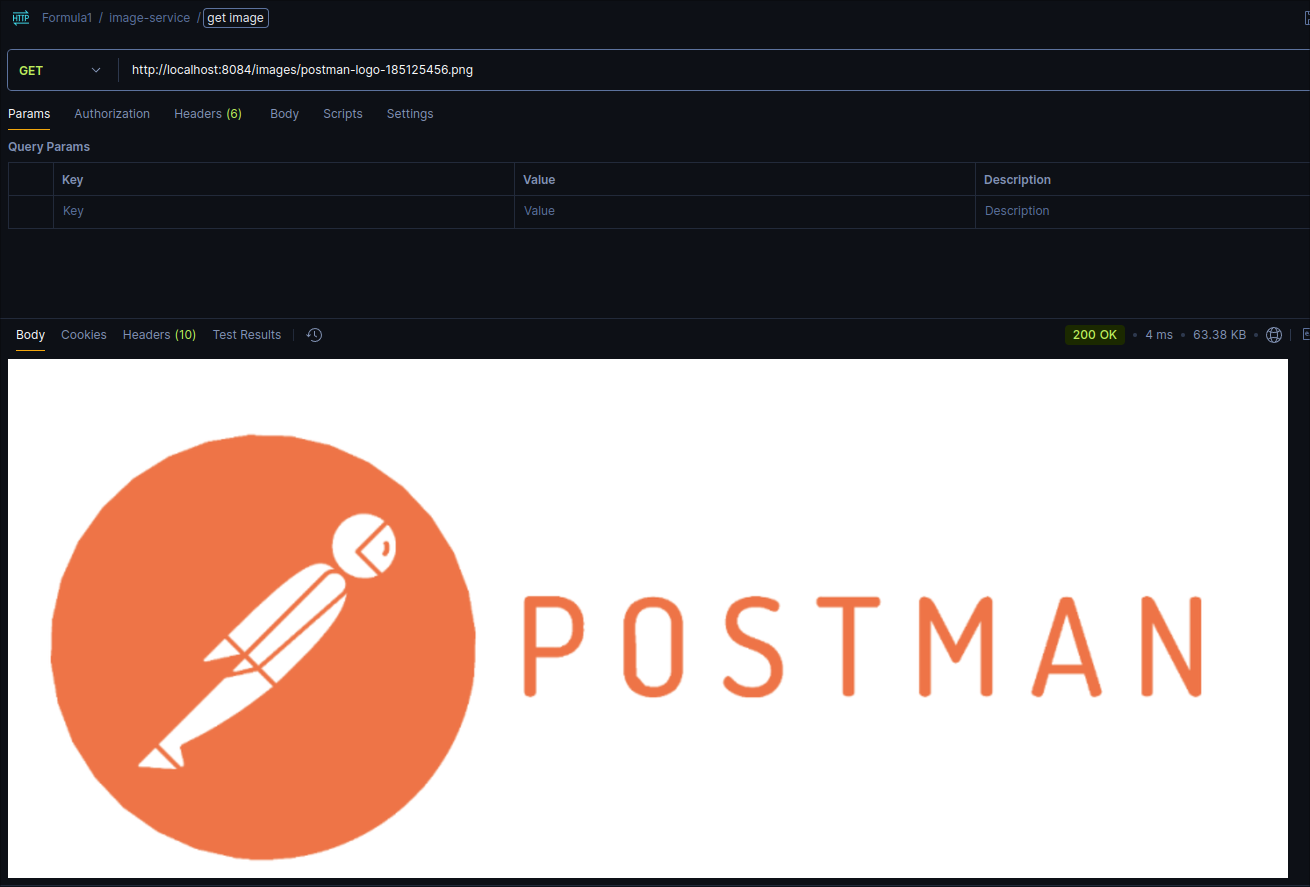 HTTP Formula1 / image-service / get image
GET http://localhost:8084/images/postman-logo-185125456.png
Params Authorization Headers (6) Body Scripts Settings
Query Params
Key Value Description
Key Value Description
Body Cookies Headers (10) Test Results 200 OK • 4 ms • 63.38 KB •
POSTMAN